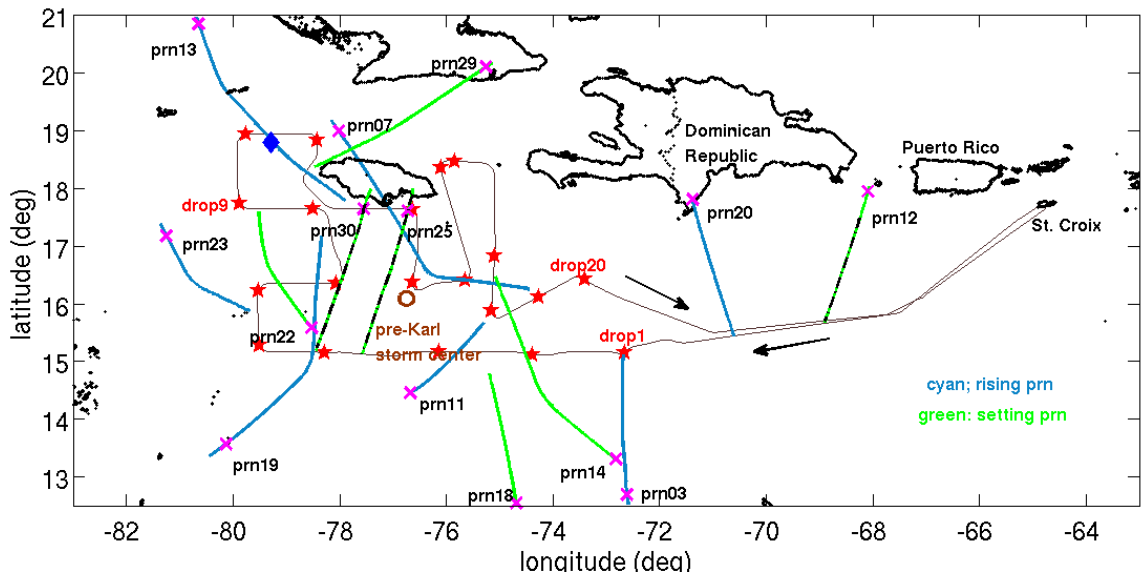 21
20
19
18
17
16
15
14
13
latitude (deg)
prn13
prn29
prn07
Dominican
Republic
Puerto Rico
drop9
prn30
prn25
prn20
prn12
St. Croix
prn23
drop20
pre-Karl
storm center
prn22
drop1
prn11
cyan; rising prn
green: setting prn
prn19
prn14
prn18
prn03
-82
-80
-78
-76
-74
-72
-70
-68
-66
-64
longitude (deg)